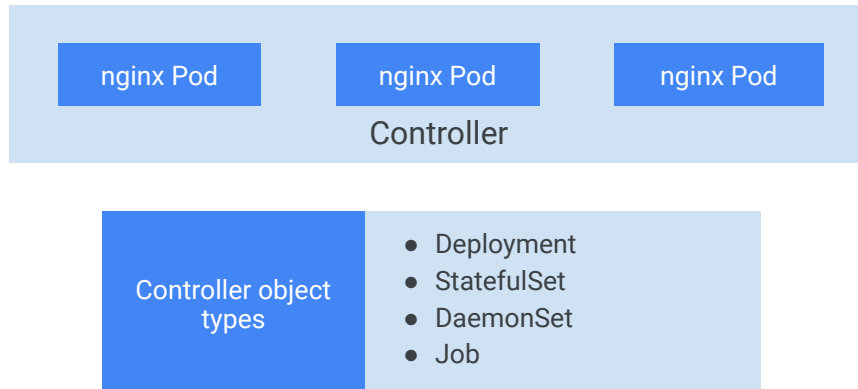 nginx Pod
nginx Pod
nginx Pod
Controller
Controller object
types
● Deployment
● StatefulSet
● DaemonSet
● Job